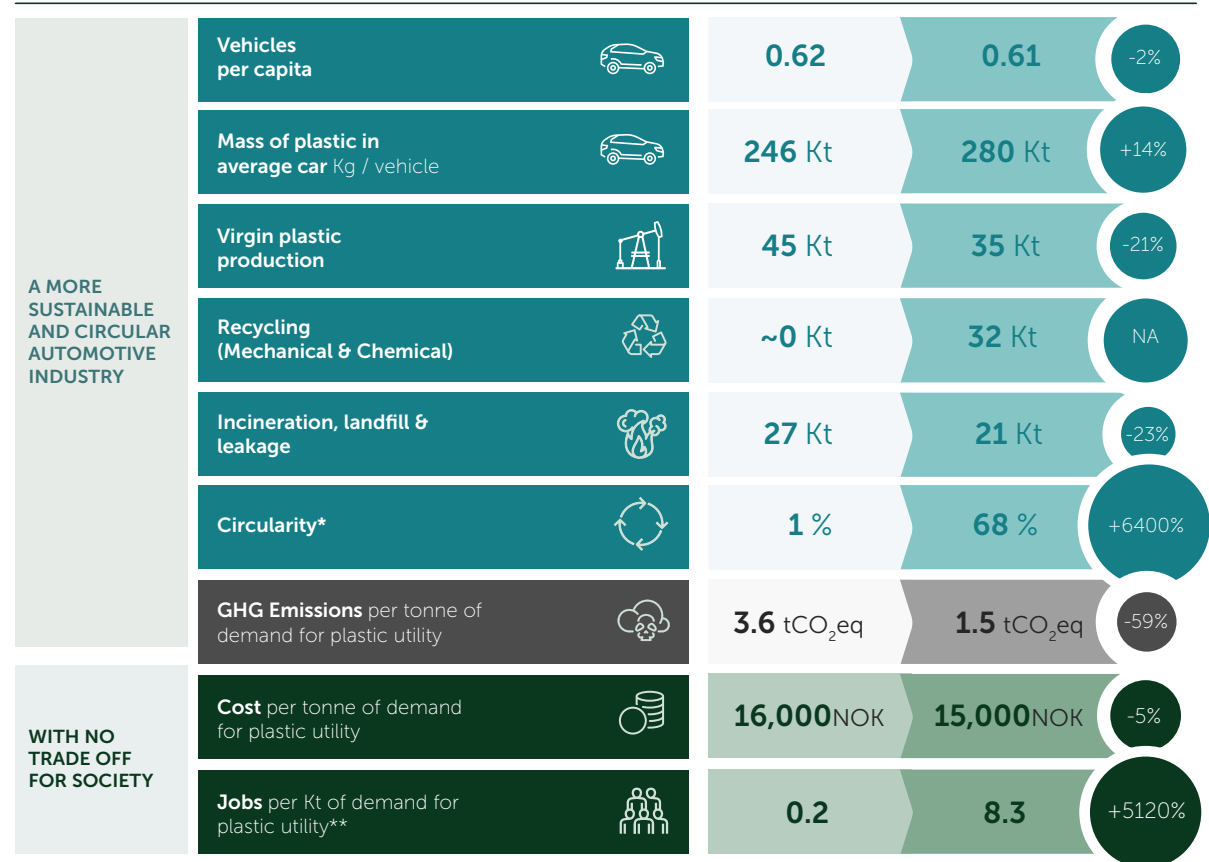 A MORE
SUSTAINABLE
AND CIRCULAR
AUTOMOTIVE
INDUSTRY
Vehicles
per capita
0.62
0.61
-2%
Mass of plastic in
average car Kg / vehicle
246 Kt
280 Kt
+14%
Virgin plastic
production
45 Kt
35 Kt
-21%
Recycling
(Mechanical & Chemical)
~0 Kt
32 Kt
NA
Incineration, landfill &
leakage
27 Kt
21 Kt
-23%
Circularity*
1 %
68 %
+6400%
GHG Emissions per tonne of
demand for plastic utility
3.6 tCO₂eq
1.5 tCO₂eq
-59%
WITH NO
TRADE OFF
FOR SOCIETY
Cost per tonne of demand
for plastic utility
16,000NOK
15,000NOK
-5%
Jobs per Kt of demand for
plastic utility**
0.2
8.3
+5120%